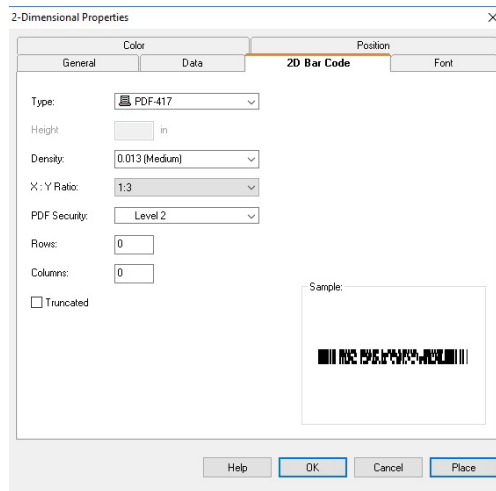 2-Dimensional Properties
Color Position
General Data 2D Bar Code Font
Type: PDF-417
Height in
Density: 0.013 (Medium)
X : Y Ratio: 1:3
PDF Security: Level 2
Rows: 0
Columns: 0
Truncated
Sample:
Help OK Cancel Place